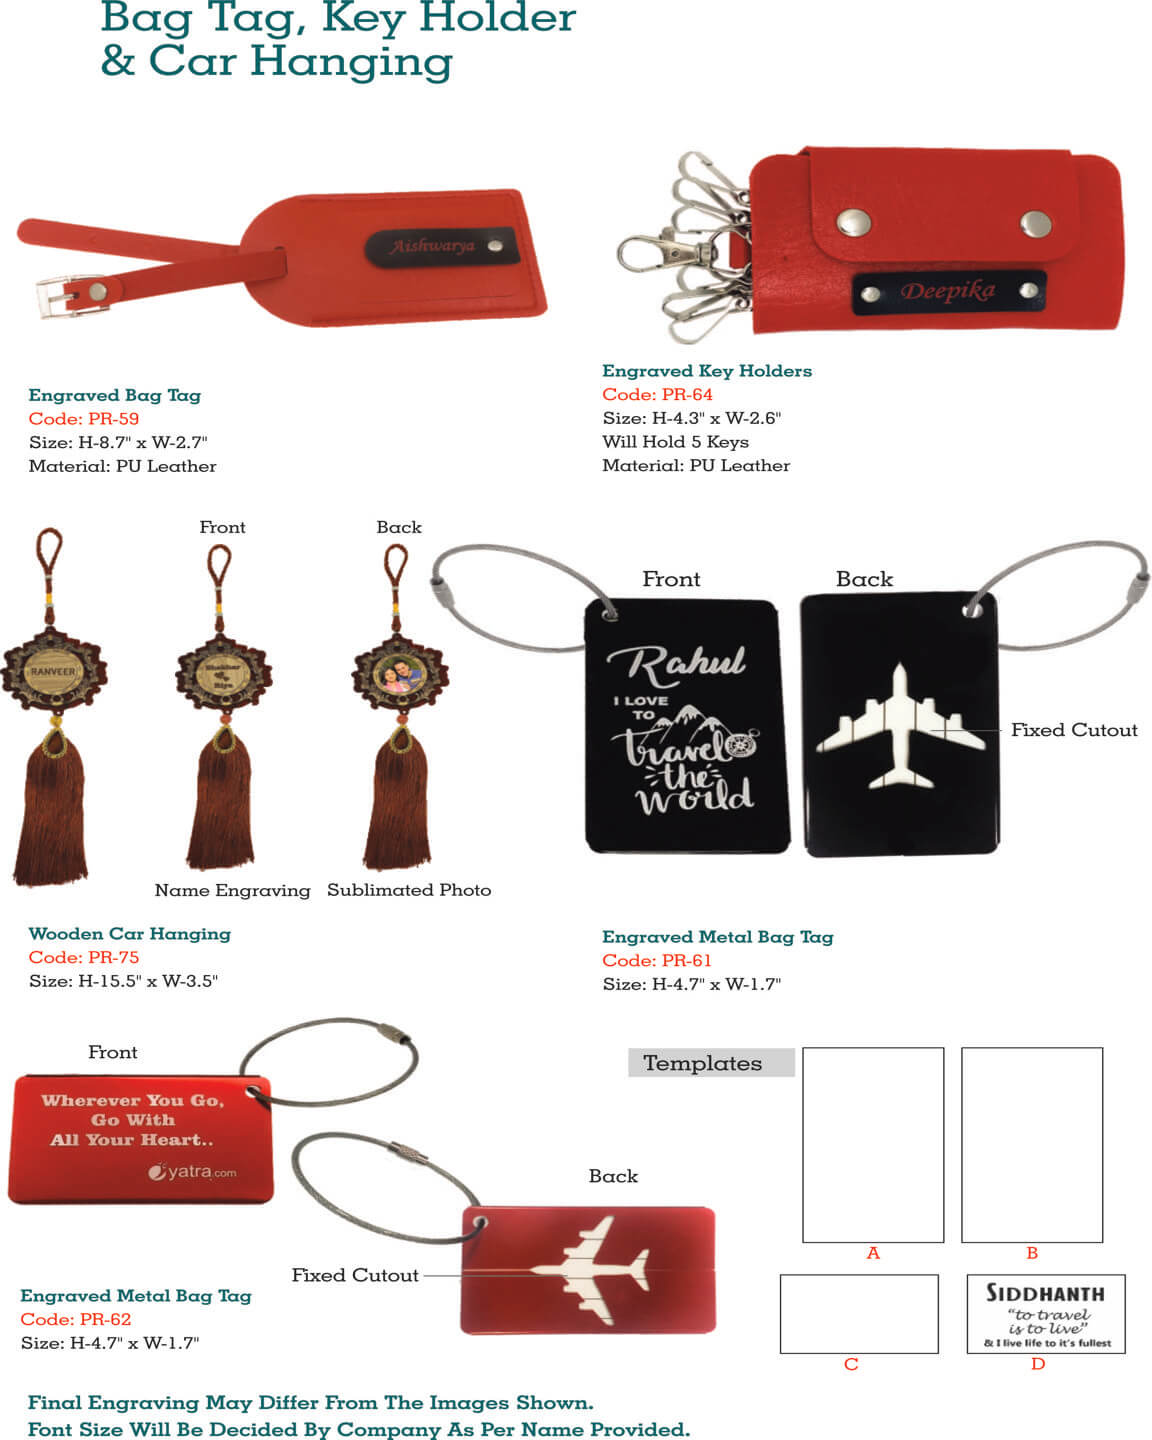 Bag Tag, Key Holder
& Car Hanging
Aishwarya
Deepika
Engraved Bag Tag
Code: PR-59
Size: H-8.7" x W-2.7"
Material: PU Leather
Engraved Key Holders
Code: PR-64
Size: H-4.3" x W-2.6"
Will Hold 5 Keys
Material: PU Leather
Front
Back
RANVEER
Shekhar
Riya
Name Engraving
Sublimated Photo
Wooden Car Hanging
Code: PR-75
Size: H-15.5" x W-3.5"
Front
Back
Rahul
I LOVE
TO
travel
the
world
Fixed Cutout
Engraved Metal Bag Tag
Code: PR-61
Size: H-4.7" x W-1.7"
Front
Wherever You Go,
Go With
All Your Heart..
yatra.com
Back
Fixed Cutout
Engraved Metal Bag Tag
Code: PR-62
Size: H-4.7" x W-1.7"
Templates
A
B
SIDDHANTH
"to travel
is to live"
& I live life to it's fullest
C
D
Final Engraving May Differ From The Images Shown.
Font Size Will Be Decided By Company As Per Name Provided.